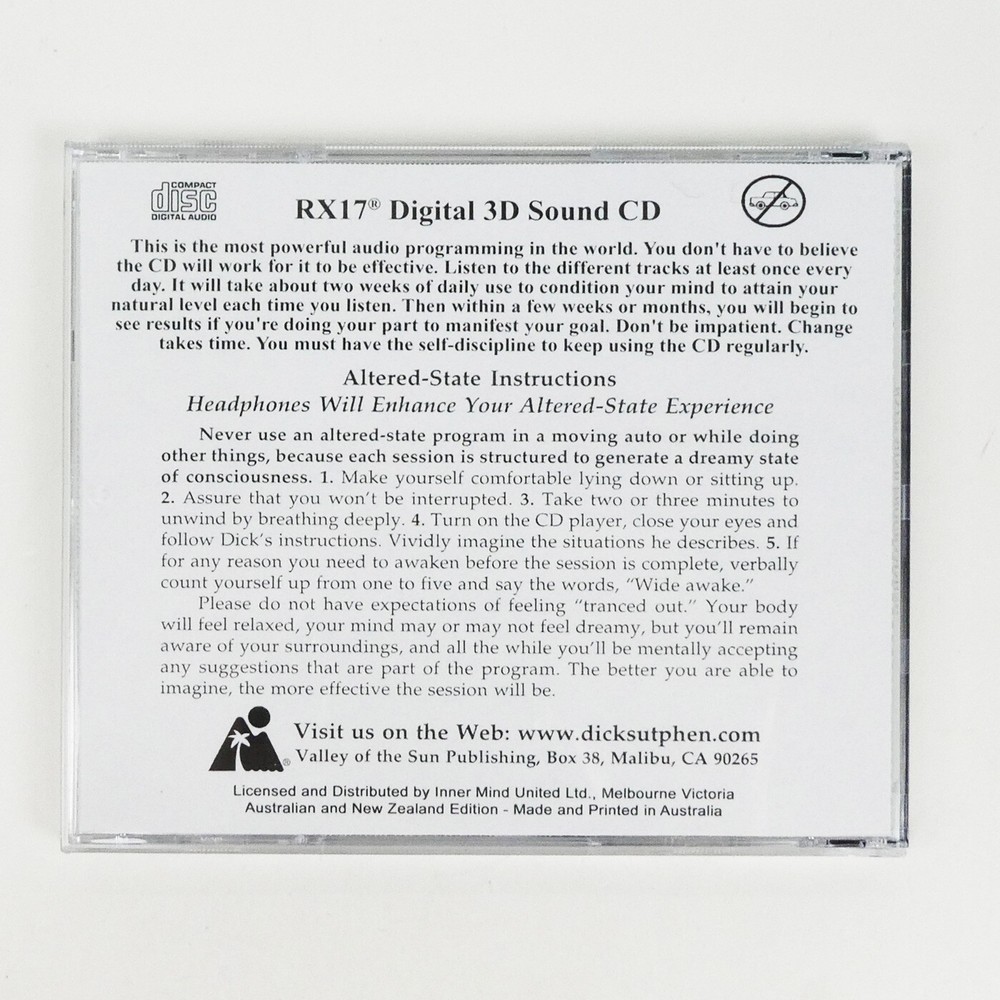 COMPACT
disc
DIGITAL AUDIO
RX17® Digital 3D Sound CD
This is the most powerful audio programming in the world. You don't have to believe
the CD will work for it to be effective. Listen to the different tracks at least once every
day. It will take about two weeks of daily use to condition your mind to attain your
natural level each time you listen. Then within a few weeks or months, you will begin to
see results if you're doing your part to manifest your goal. Don't be impatient. Change
takes time. You must have the self-discipline to keep using the CD regularly.
Altered-State Instructions
Headphones Will Enhance Your Altered-State Experience
Never use an altered-state program in a moving auto or while doing
other things, because each session is structured to generate a dreamy state
of consciousness. 1. Make yourself comfortable lying down or sitting up.
2. Assure that you won't be interrupted. 3. Take two or three minutes to
unwind by breathing deeply. 4. Turn on the CD player, close your eyes and
follow Dick's instructions. Vividly imagine the situations he describes. 5. If
for any reason you need to awaken before the session is complete, verbally
count yourself up from one to five and say the words, "Wide awake."
Please do not have expectations of feeling "tranced out." Your body
will feel relaxed, your mind may or may not feel dreamy, but you'll remain
aware of your surroundings, and all the while you'll be mentally accepting
any suggestions that are part of the program. The better you are able to
imagine, the more effective the session will be.
Visit us on the Web: www.dicksutphen.com
® Valley of the Sun Publishing, Box 38, Malibu, CA 90265
Licensed and Distributed by Inner Mind United Ltd., Melbourne Victoria
Australian and New Zealand Edition - Made and Printed in Australia